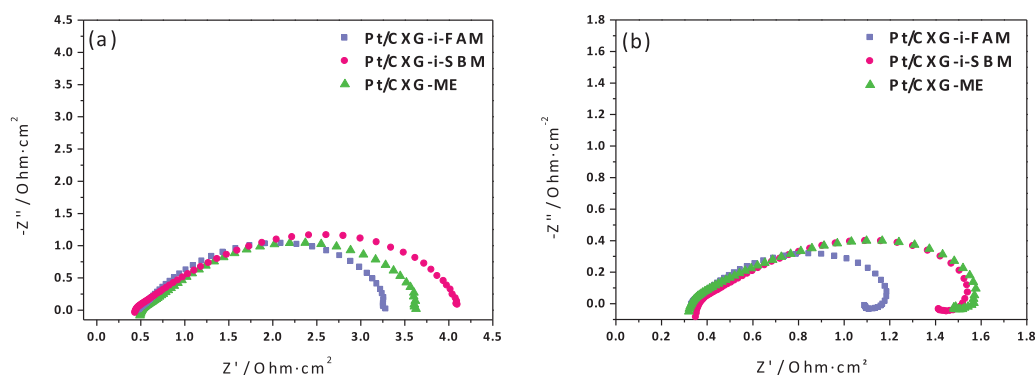 (a)
Pt/CXG-i-FAM
Pt/CXG-i-SBM
Pt/CXG-ME
4.5
4.0
3.5
3.0
2.5
2.0
1.5
1.0
0.5
0.0
-Z'' / Ohm·cm²
0.0 0.5 1.0 1.5 2.0 2.5 3.0 3.5 4.0 4.5
Z' / Ohm·cm²
(b)
Pt/CXG-i-FAM
Pt/CXG-i-SBM
Pt/CXG-ME
1.8
1.6
1.4
1.2
1.0
0.8
0.6
0.4
0.2
0.0
-Z'' / Ohm·cm⁻²
0.0 0.2 0.4 0.6 0.8 1.0 1.2 1.4 1.6 1.8
Z' / Ohm·cm²